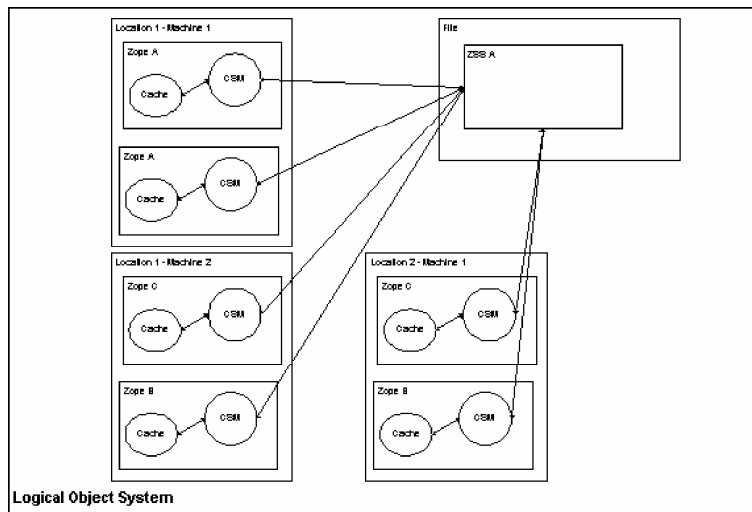 Location 1 - Machine 1
Zope A
CSM
Cache
Zope A
CSM
Cache
File
ZSS A
Location 1 - Machine 2
Zope C
CSM
Cache
Zope B
CSM
Cache
Location 2 - Machine 1
Zope C
CSM
Cache
Zope B
CSM
Cache
Logical Object System